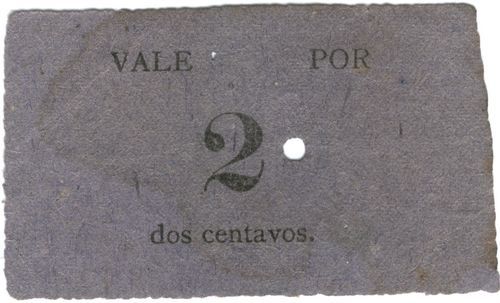 VALE POR
2
dos centavos.